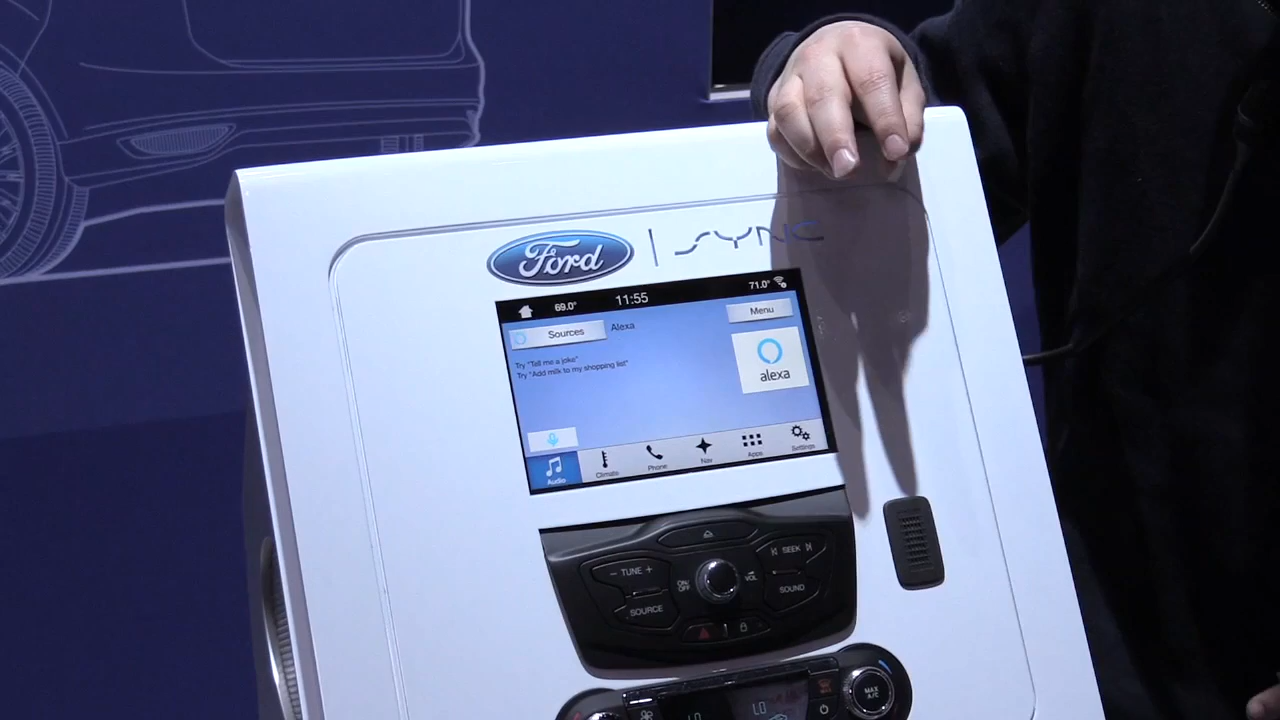 Ford | SYNC
69.0° 11:55 71.0°
Sources Alexa Menu
Try "Tell me a joke"
Try "Add milk to my shopping list"
alexa
Audio Climate Phone Nav Apps Settings
– TUNE + ON/OFF VOL SEEK
SOURCE SOUND
LO LO MAX A/C